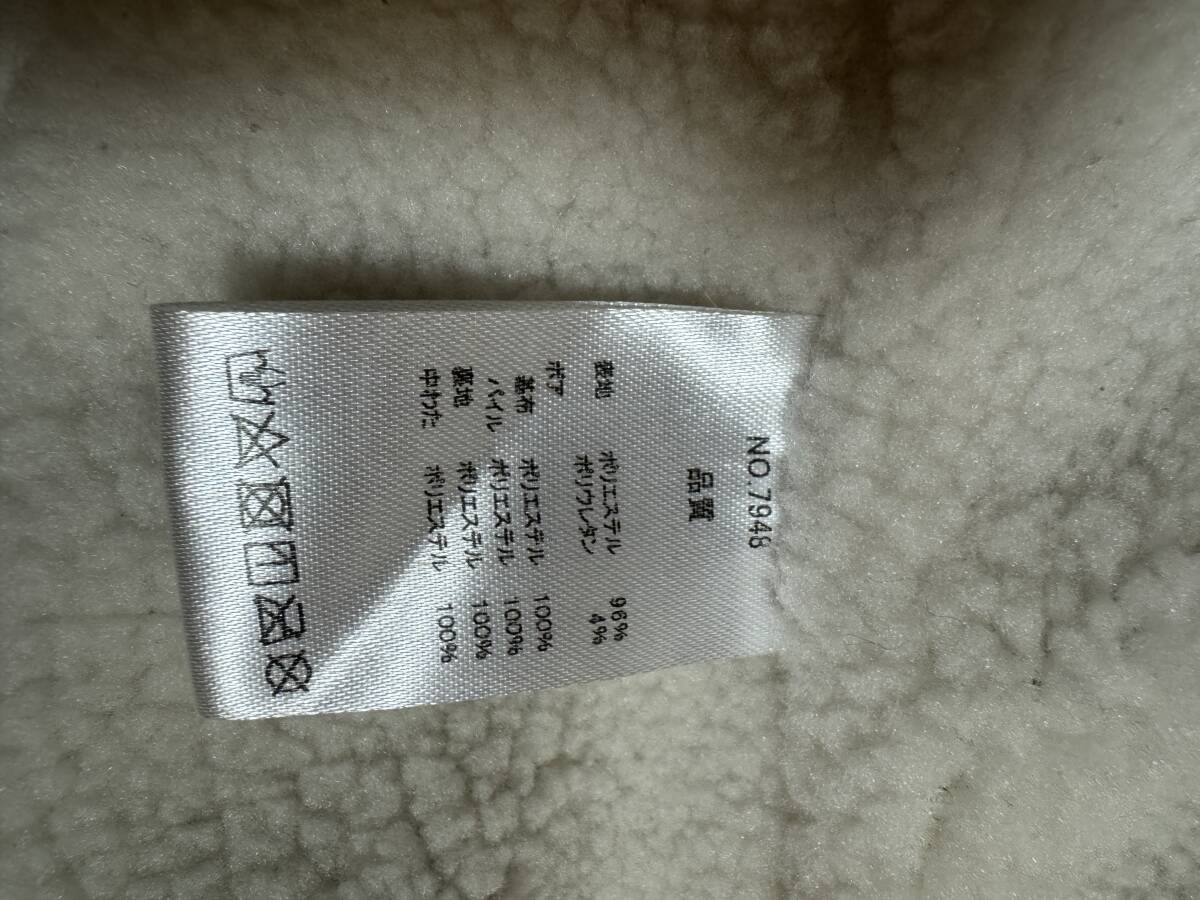 NO.7948
品質
表地 ポリエステル 96%
ポリウレタン 4%
ボア
基布 ポリエステル 100%
パイル ポリエステル 100%
裏地 ポリエステル 100%
中わた ポリエステル 100%